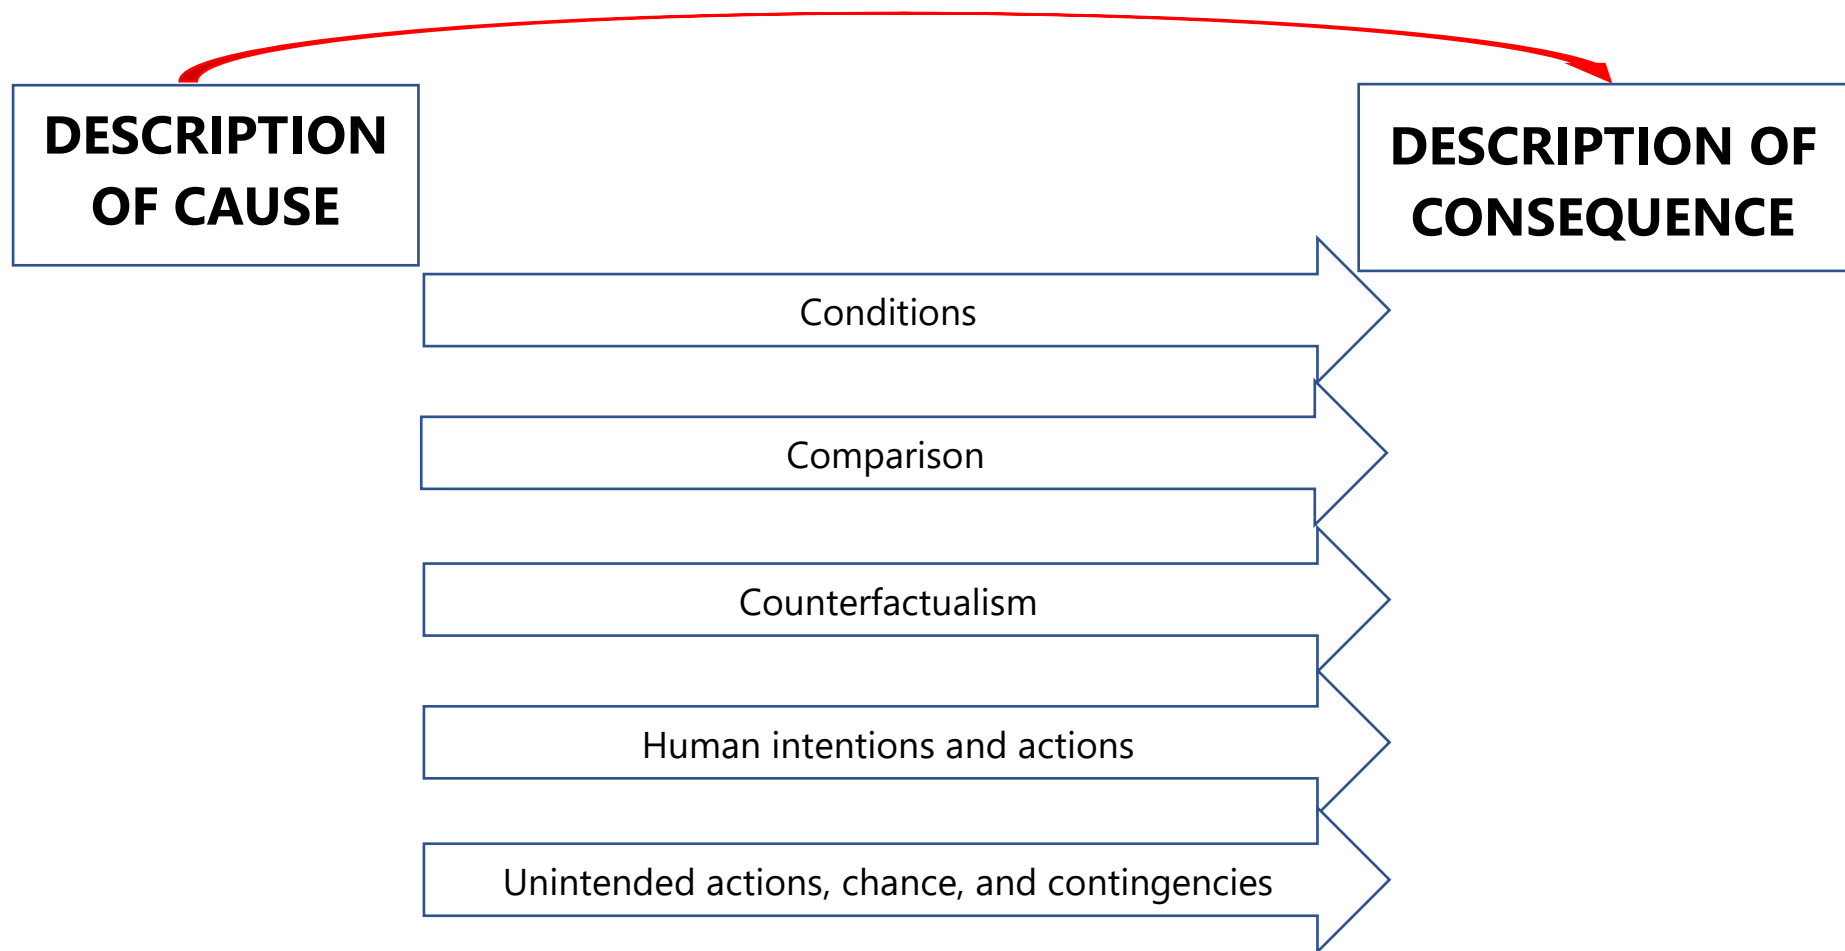 DESCRIPTION
OF CAUSE
DESCRIPTION OF
CONSEQUENCE
Conditions
Comparison
Counterfactualism
Human intentions and actions
Unintended actions, chance, and contingencies